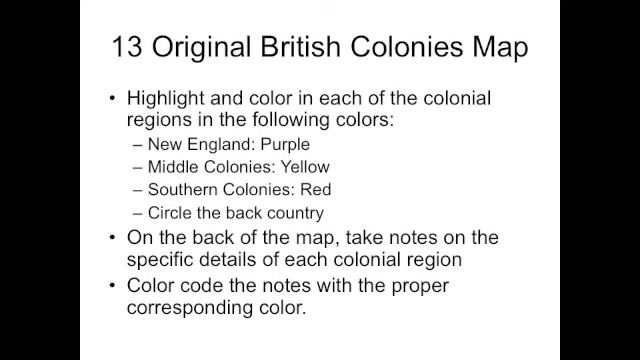 13 Original British Colonies Map
• Highlight and color in each of the colonial
regions in the following colors:
– New England: Purple
– Middle Colonies: Yellow
– Southern Colonies: Red
– Circle the back country
• On the back of the map, take notes on the
specific details of each colonial region
• Color code the notes with the proper
corresponding color.